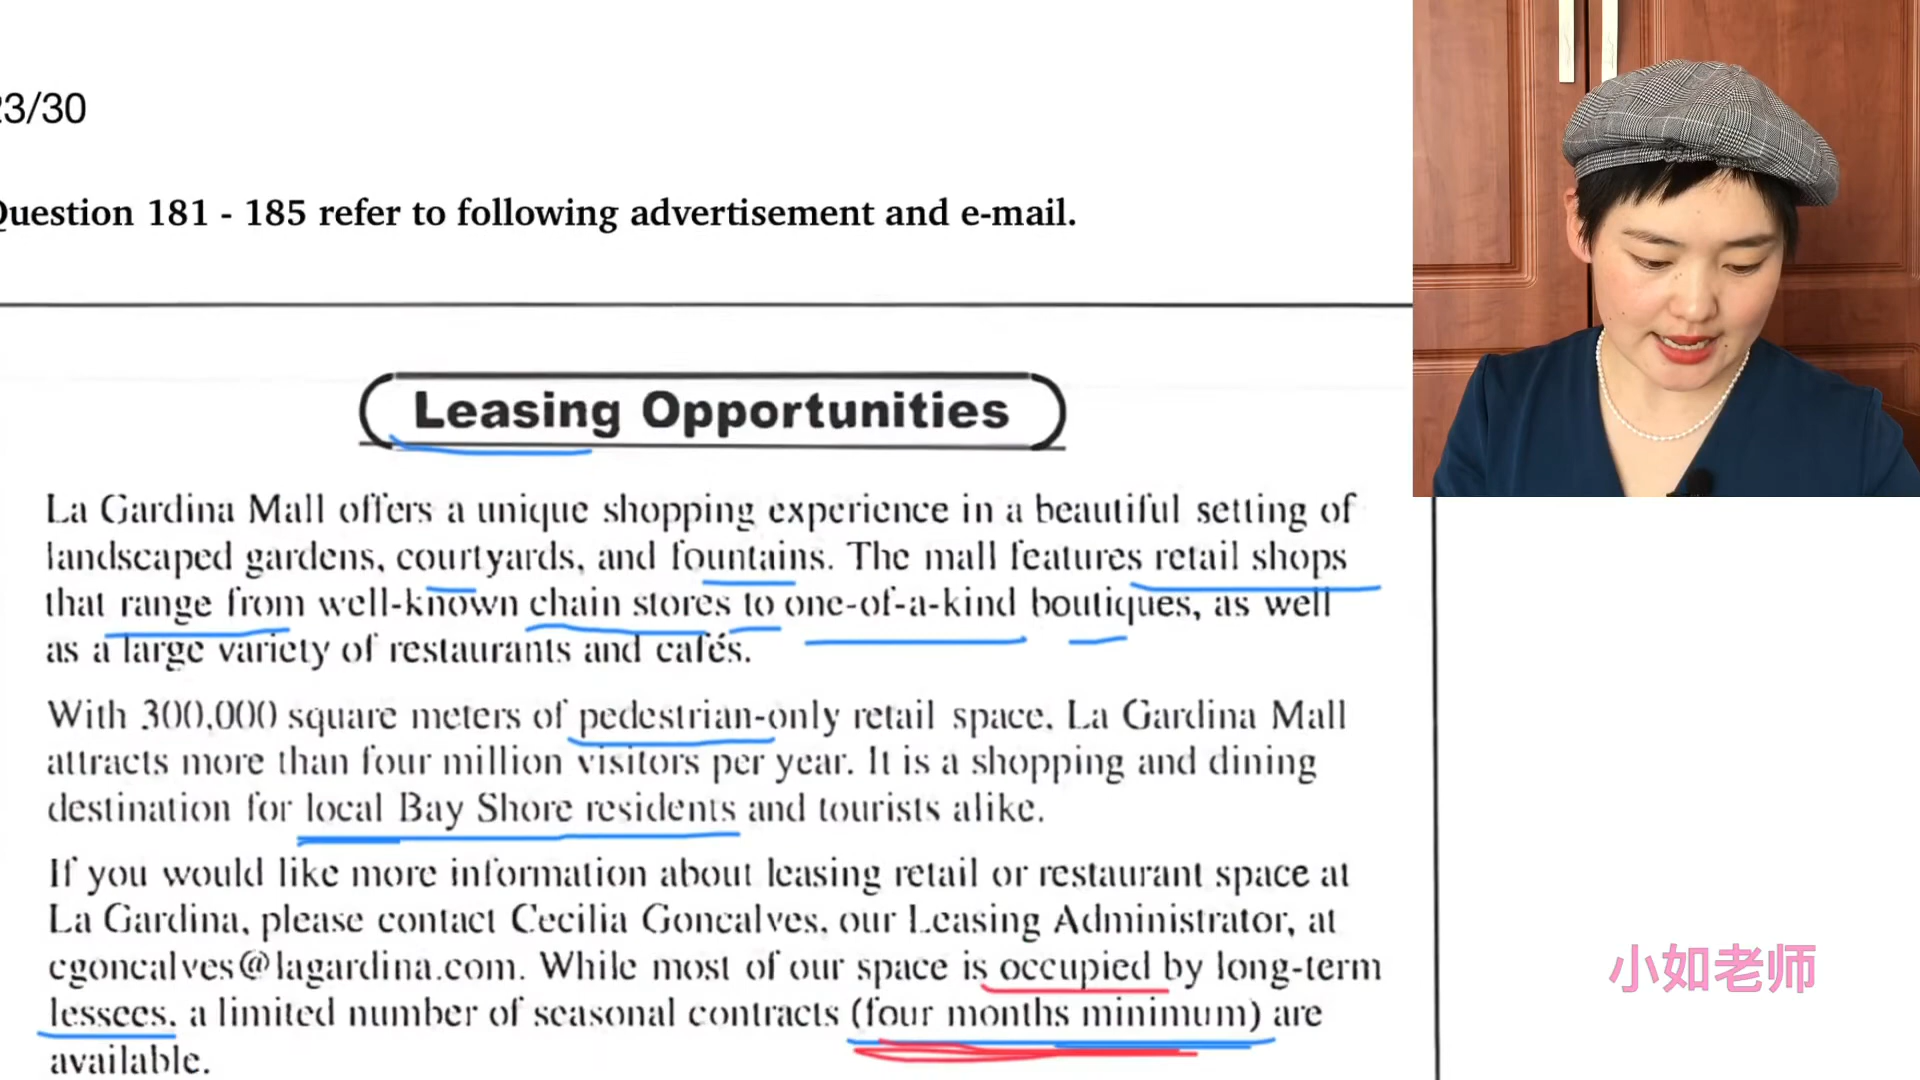 23/30
Question 181 - 185 refer to following advertisement and e-mail.
Leasing Opportunities
La Gardina Mall offers a unique shopping experience in a beautiful setting of
landscaped gardens, courtyards, and fountains. The mall features retail shops
that range from well-known chain stores to one-of-a-kind boutiques, as well
as a large variety of restaurants and cafés.
With 300,000 square meters of pedestrian-only retail space, La Gardina Mall
attracts more than four million visitors per year. It is a shopping and dining
destination for local Bay Shore residents and tourists alike.
If you would like more information about leasing retail or restaurant space at
La Gardina, please contact Cecilia Goncalves, our Leasing Administrator, at
cgoncalves@lagardina.com. While most of our space is occupied by long-term
lessees, a limited number of seasonal contracts (four months minimum) are
available.
小如老师